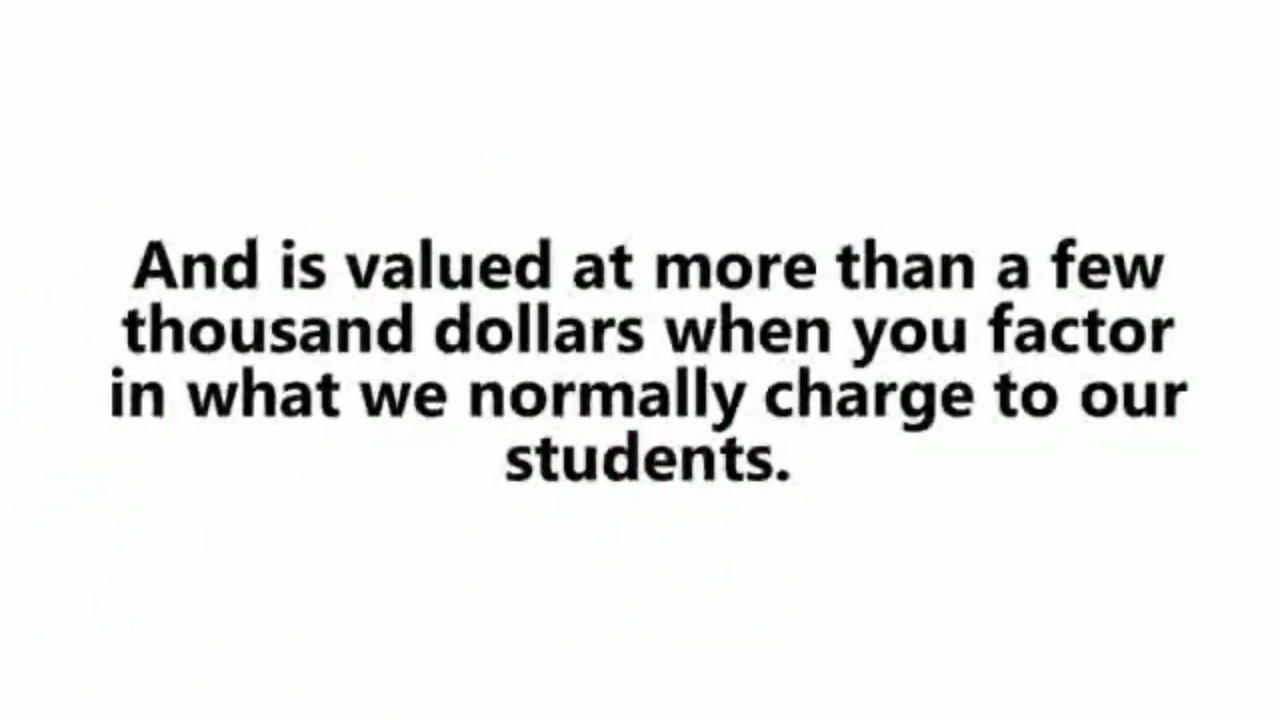 And is valued at more than a few
thousand dollars when you factor
in what we normally charge to our
students.